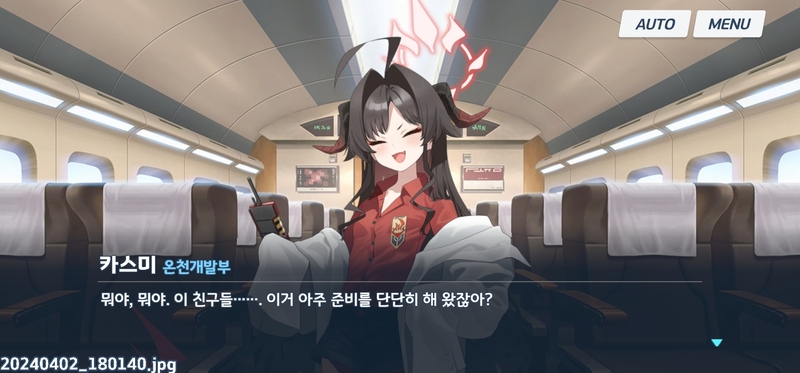 AUTO MENU
카스미 온천개발부
뭐야, 뭐야. 이 친구들……. 이거 아주 준비를 단단히 해 왔잖아?
20240402_180140.jpg